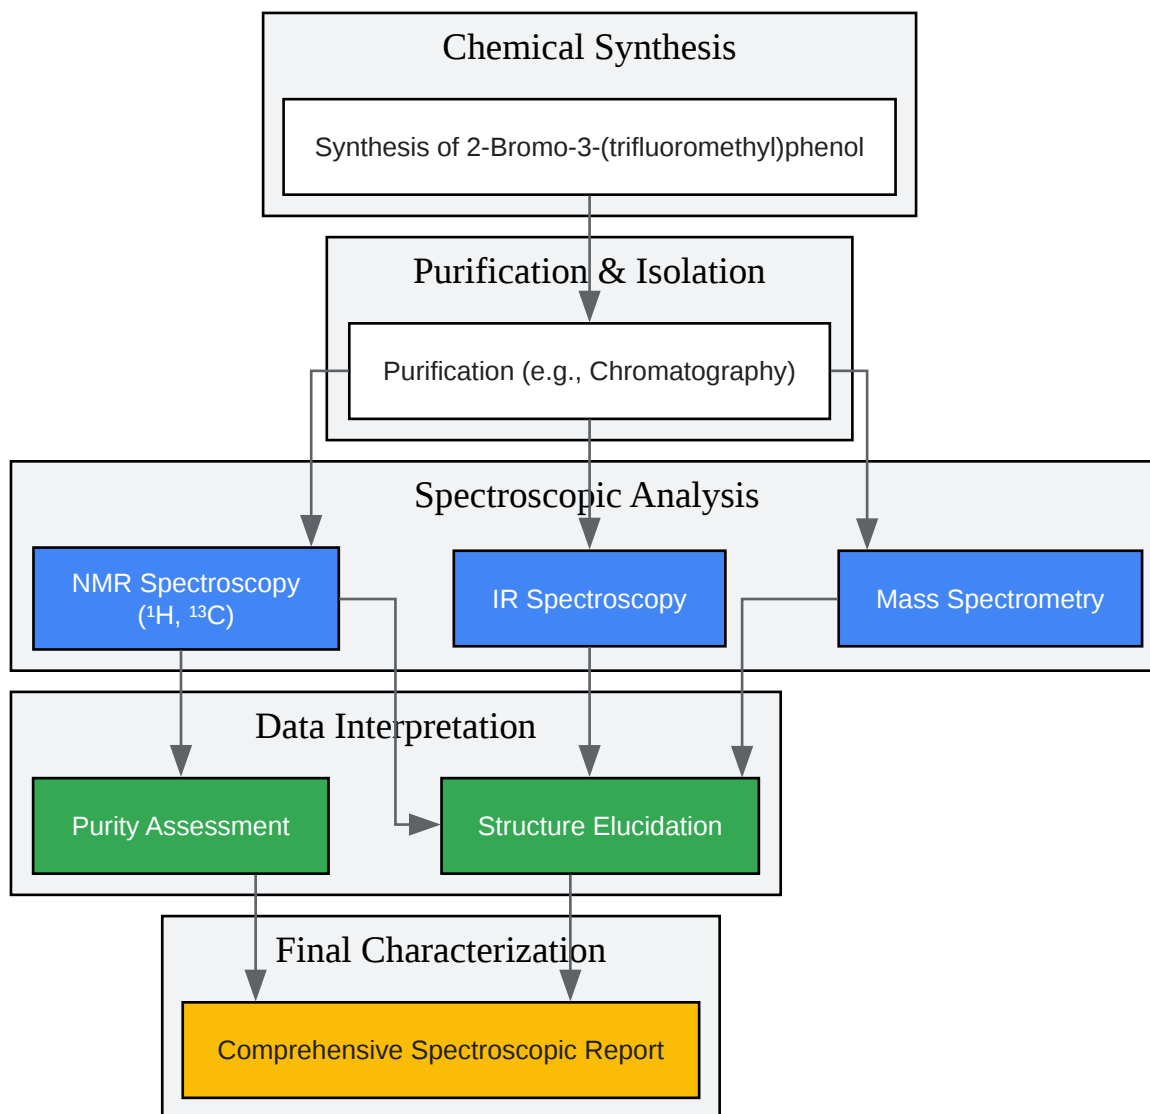 Chemical Synthesis
Synthesis of 2-Bromo-3-(trifluoromethyl)phenol
Purification & Isolation
Purification (e.g., Chromatography)
Spectroscopic Analysis
NMR Spectroscopy
(¹H, ¹³C)
IR Spectroscopy
Mass Spectrometry
Data Interpretation
Purity Assessment
Structure Elucidation
Final Characterization
Comprehensive Spectroscopic Report